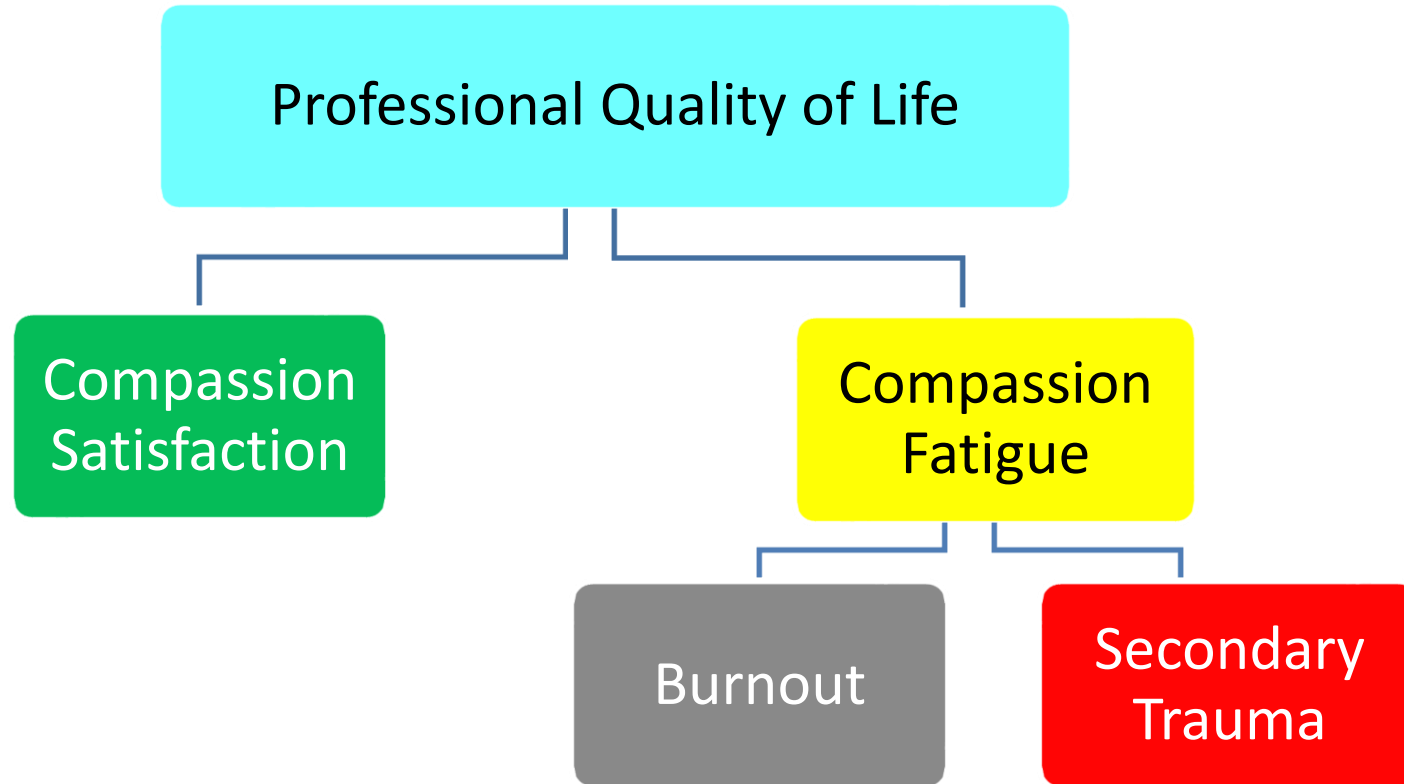 Professional Quality of Life
Compassion
Satisfaction
Compassion
Fatigue
Burnout
Secondary
Trauma